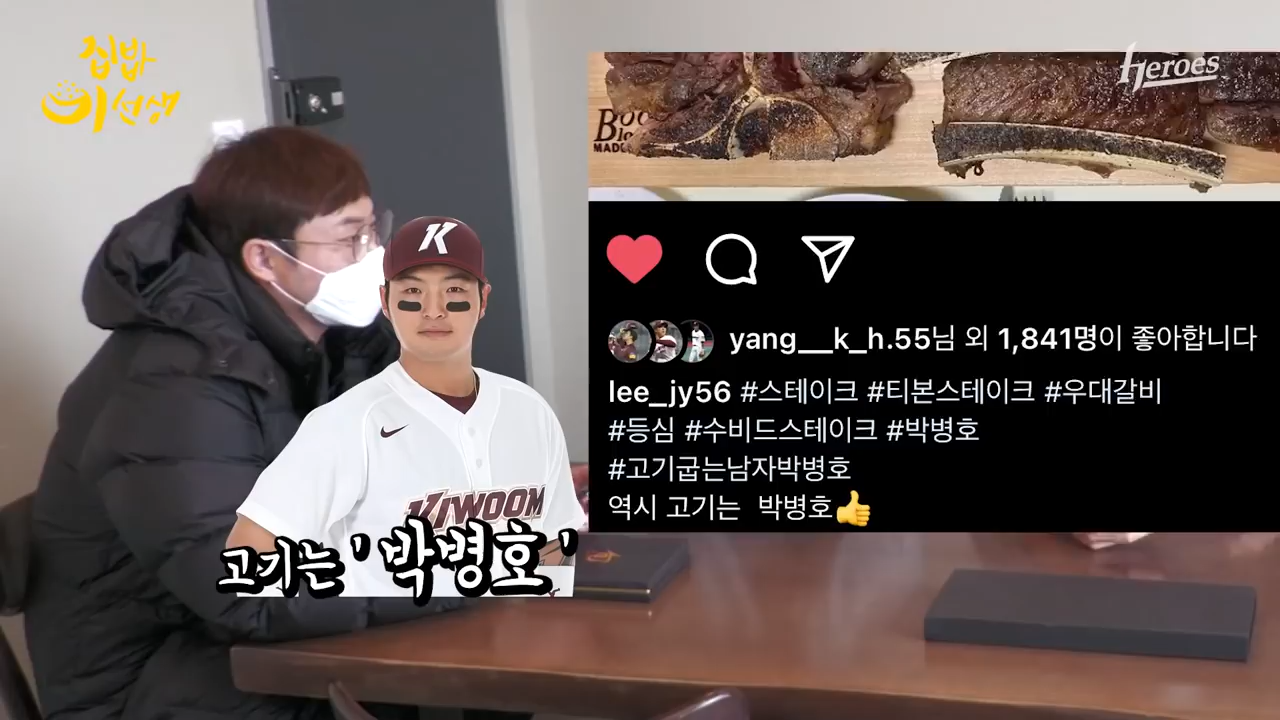 집밥
이선생
Heroes
Boo
MAD
K
KIWOOM
고기는 '박병호'
yang__k_h.55님 외 1,841명이 좋아합니다
lee_jy56 #스테이크 #티본스테이크 #우대갈비
#등심 #수비드스테이크 #박병호
#고기굽는남자박병호
역시 고기는 박병호👍